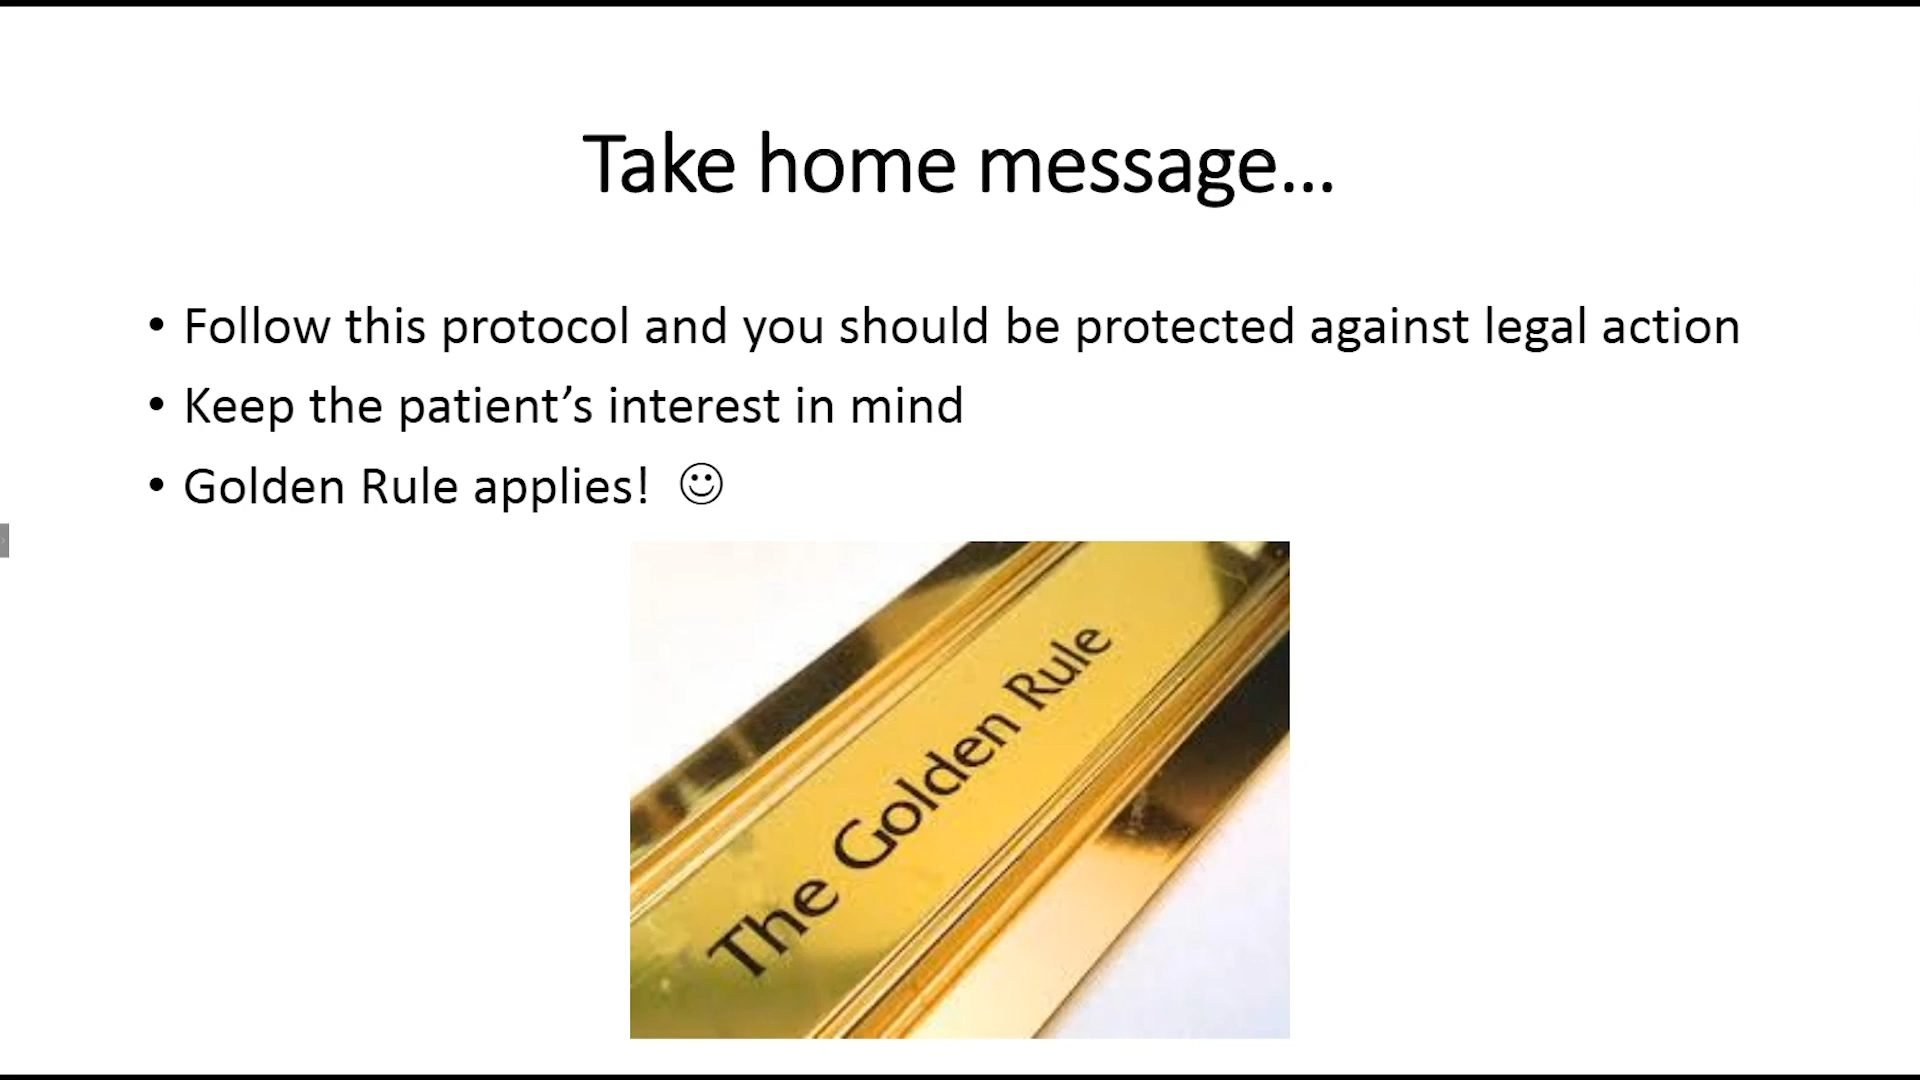 Take home message...
• Follow this protocol and you should be protected against legal action
• Keep the patient’s interest in mind
• Golden Rule applies! ☺
The Golden Rule